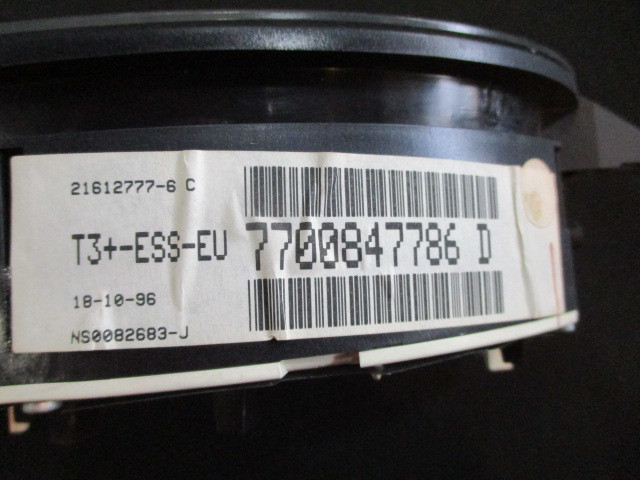 21612777-6 C
T3+-ESS-EU 7700847786 D
18-10-96
NS0082683-J